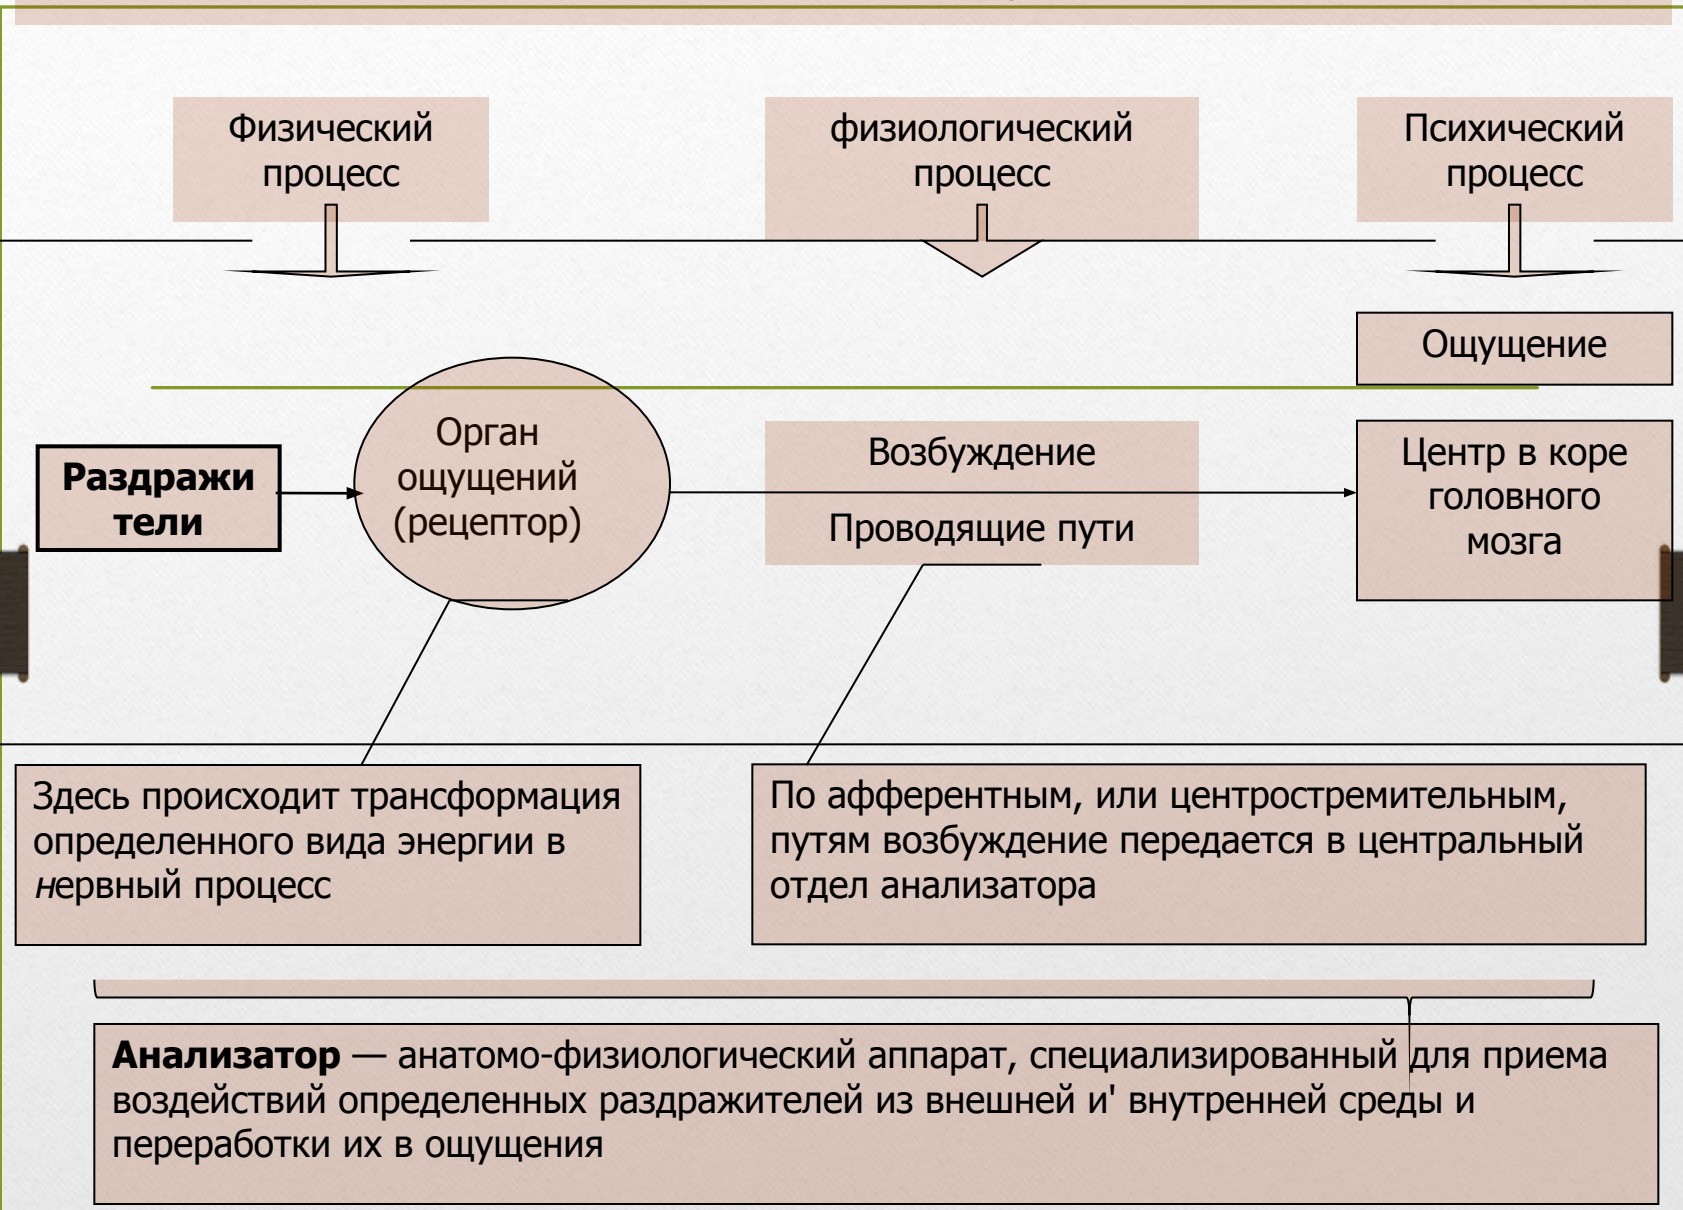 Физический
процесс
физиологический
процесс
Психический
процесс
Ощущение
Раздражи
тели
Орган
ощущений
(рецептор)
Возбуждение
Проводящие пути
Центр в коре
головного
мозга
Здесь происходит трансформация
определенного вида энергии в
нервный процесс
По афферентным, или центростремительным,
путям возбуждение передается в центральный
отдел анализатора
Анализатор — анатомо-физиологический аппарат, специализированный для приема
воздействий определенных раздражителей из внешней и' внутренней среды и
переработки их в ощущения